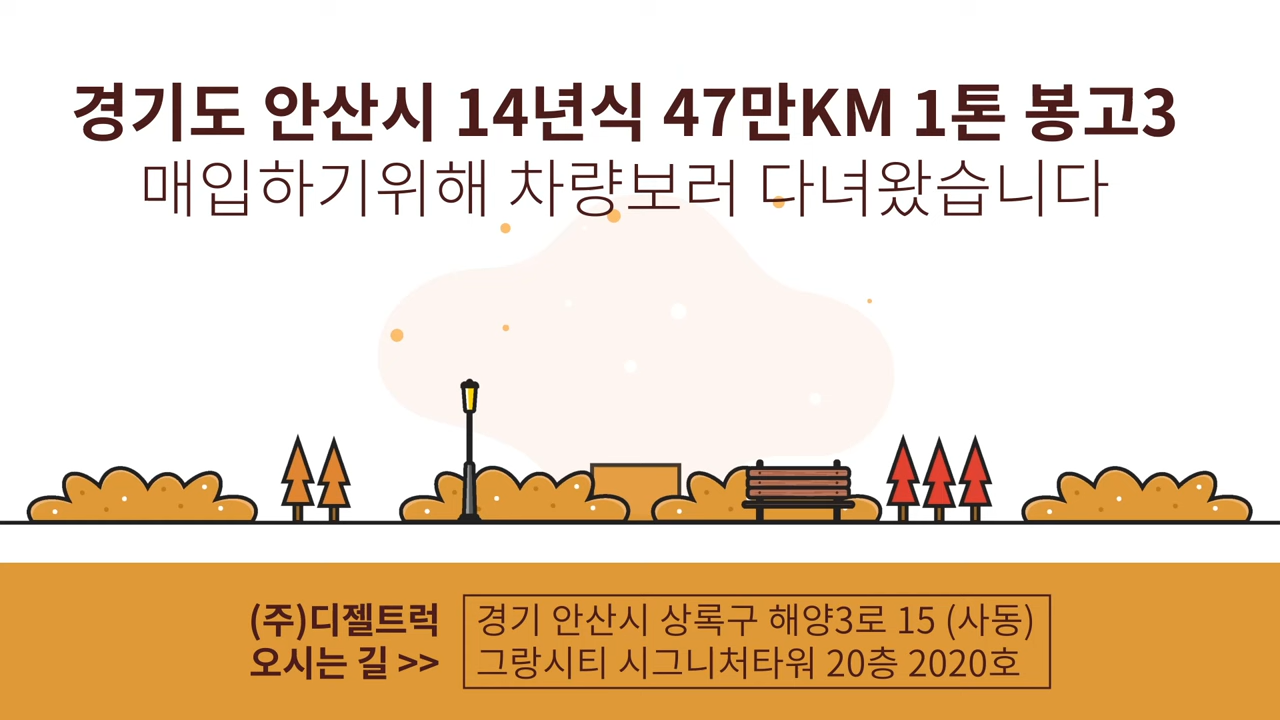 경기도 안산시 14년식 47만KM 1톤 봉고3
매입하기위해 차량보러 다녀왔습니다
(주)디젤트럭
오시는 길 >>
경기 안산시 상록구 해양3로 15 (사동)
그랑시티 시그니처타워 20층 2020호